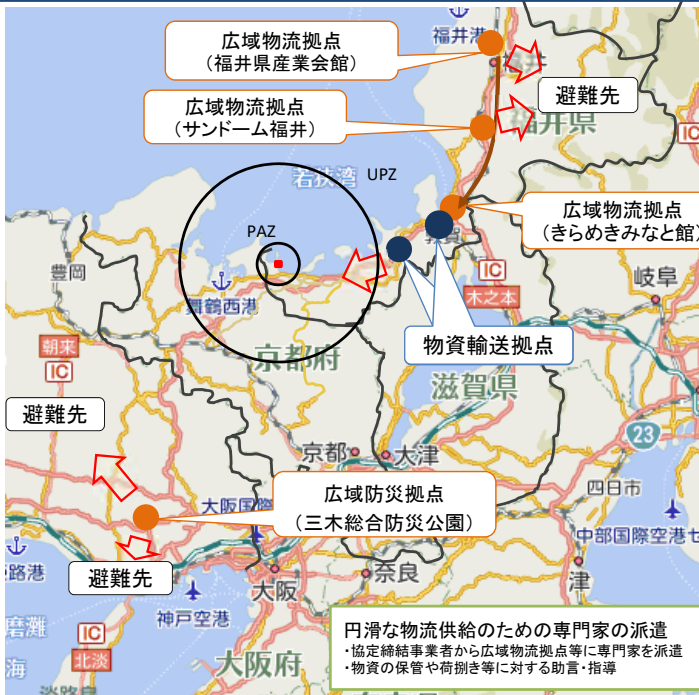 広域物流拠点
（福井県産業会館）
福井港
福井
避難先
広域物流拠点
（サンドーム福井）
福井県
IC
若狭湾
UPZ
PAZ
広域物流拠点
（きらめきみなと館）
豊岡
舞鶴西港
IC
木之本
岐阜
物資輸送拠点
朝来
IC
京都府
滋賀県
避難先
23
京都
大津
広域防災拠点
（三木総合防災公園）
大阪国際
四日市
中部国際空港セ
路港
避難先
神戸空港
大阪
奈良
津
磨灘
IC
北淡
海
淡路島
大阪府
円滑な物流供給のための専門家の派遣
・協定締結事業者から広域物流拠点等に専門家を派遣
・物資の保管や荷捌き等に対する助言・指導